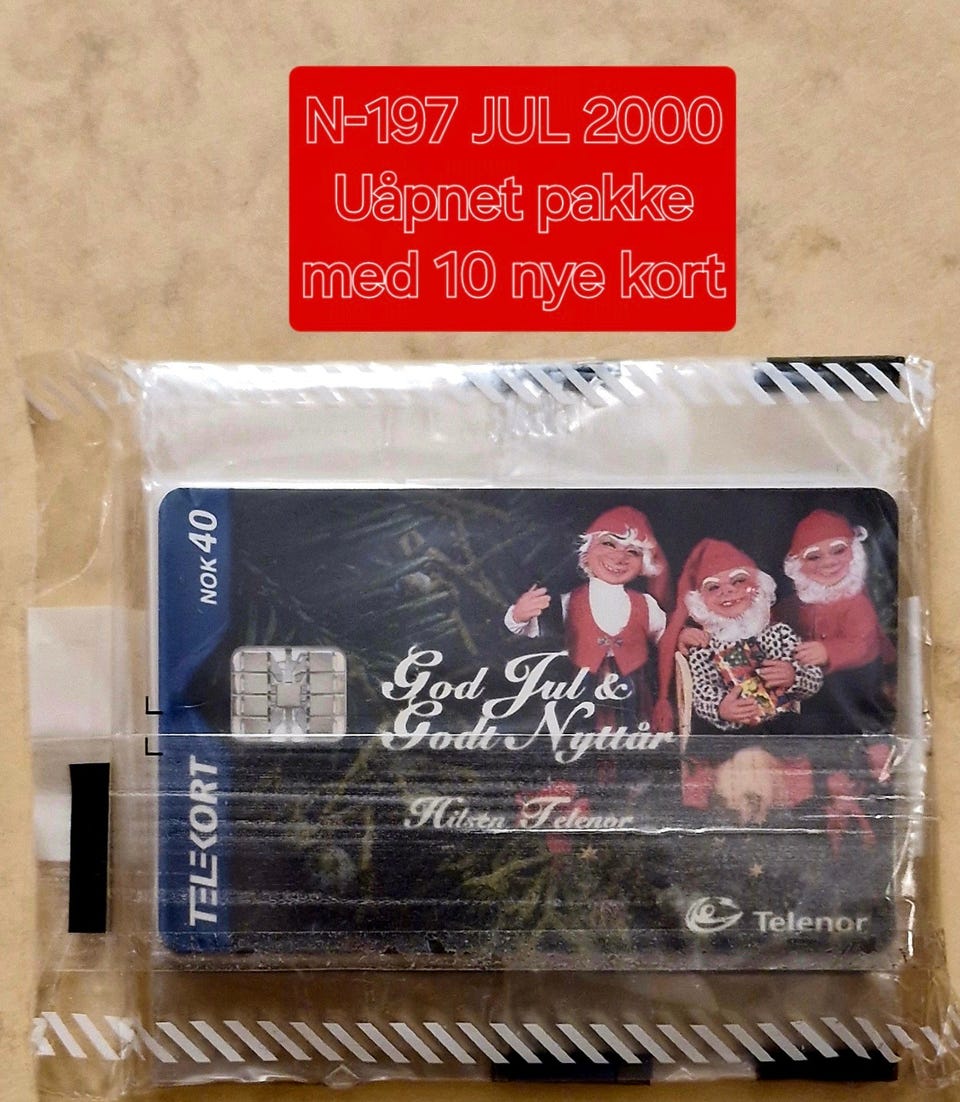 N-197 JUL 2000
Uåpnet pakke
med 10 nye kort
NOK 40
TELEKORT
God Jul &
Godt Nyttår
Hilsen Telenor
Telenor